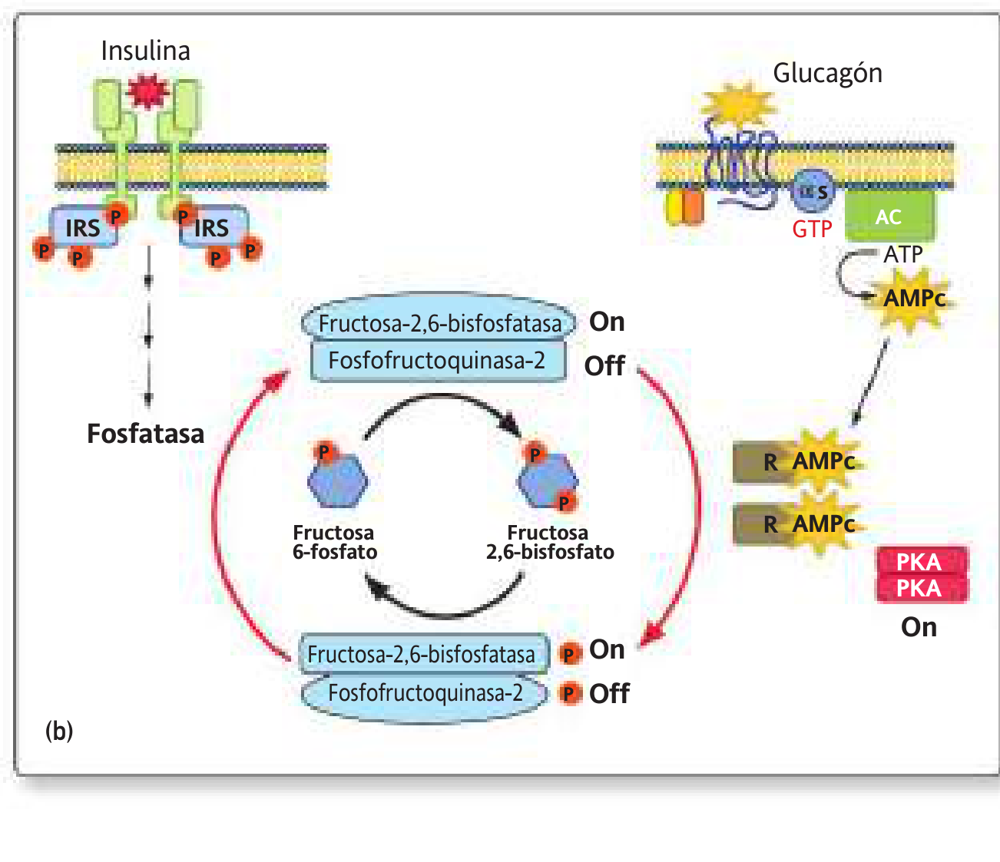 Insulina
Glucagón
P
P
IRS
IRS
P
P
P
P
S
GTP
AC
ATP
AMPc
Fructosa-2,6-bisfosfatasa
On
Fosfofructoquinasa-2
Off
Fosfatasa
P
P
P
Fructosa
6-fosfato
Fructosa
2,6-bisfosfato
R
AMPc
R
AMPc
PKA
PKA
On
Fructosa-2,6-bisfosfatasa
P
On
Fosfofructoquinasa-2
P
Off
(b)